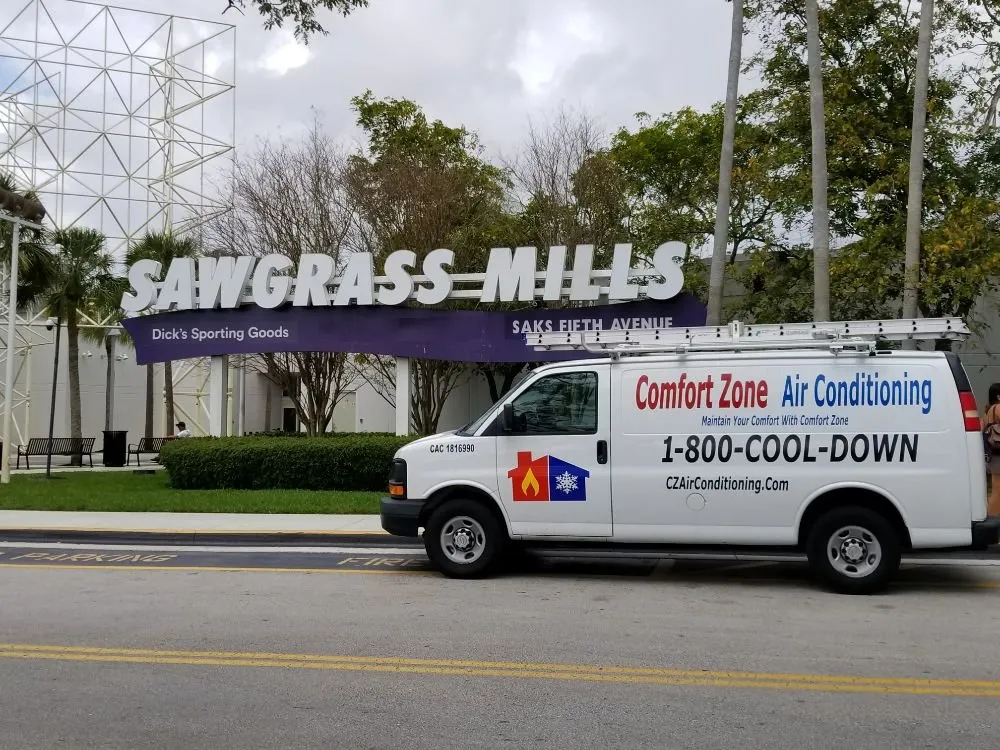 SAWGRASS MILLS
Dick's Sporting Goods
SAKS FIFTH AVENUE
Comfort Zone Air Conditioning
Maintain Your Comfort With Comfort Zone
1-800-COOL-DOWN
CZAirConditioning.Com
CAC 1816990
PARKING
FIRE